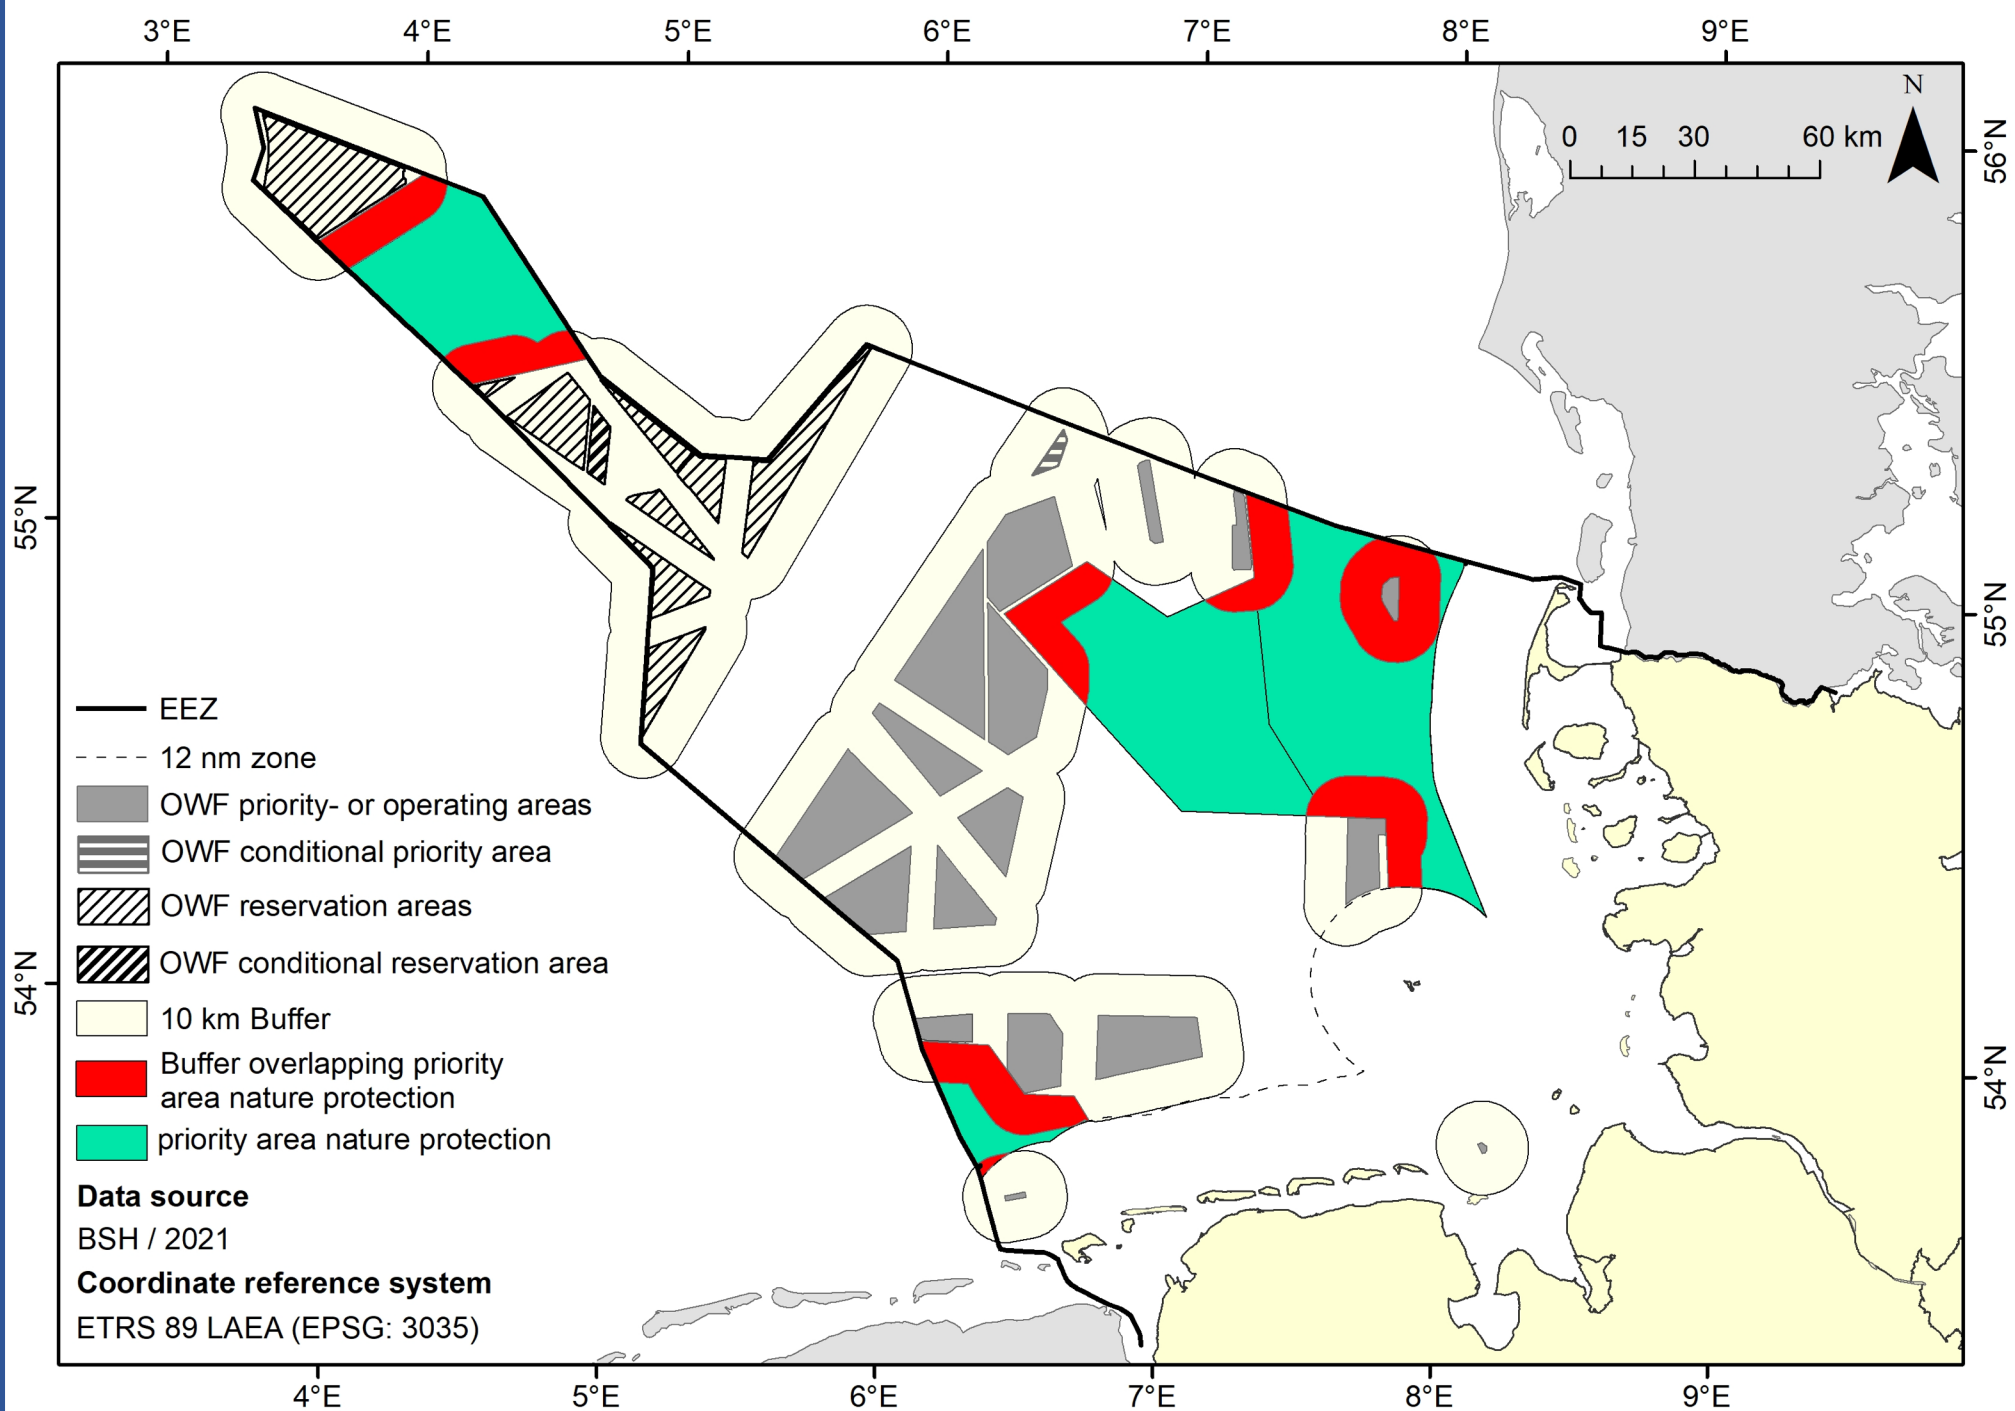 3°E 4°E 5°E 6°E 7°E 8°E 9°E
N
0 15 30 60 km
56°N
55°N
55°N
EEZ
12 nm zone
OWF priority- or operating areas
OWF conditional priority area
OWF reservation areas
OWF conditional reservation area
54°N
10 km Buffer
Buffer overlapping priority
area nature protection
54°N
priority area nature protection
Data source
BSH / 2021
Coordinate reference system
ETRS 89 LAEA (EPSG: 3035)
4°E 5°E 6°E 7°E 8°E 9°E